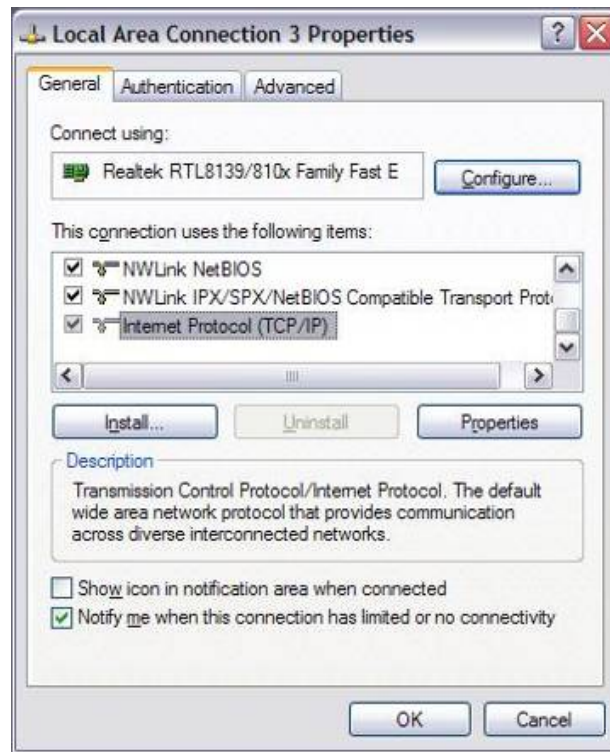 Local Area Connection 3 Properties
General Authentication Advanced
Connect using:
Realtek RTL8139/810x Family Fast E
Configure...
This connection uses the following items:
NWLink NetBIOS
NWLink IPX/SPX/NetBIOS Compatible Transport Prot
Internet Protocol (TCP/IP)
Install... Uninstall Properties
Description
Transmission Control Protocol/Internet Protocol. The default
wide area network protocol that provides communication
across diverse interconnected networks.
Show icon in notification area when connected
Notify me when this connection has limited or no connectivity
OK Cancel